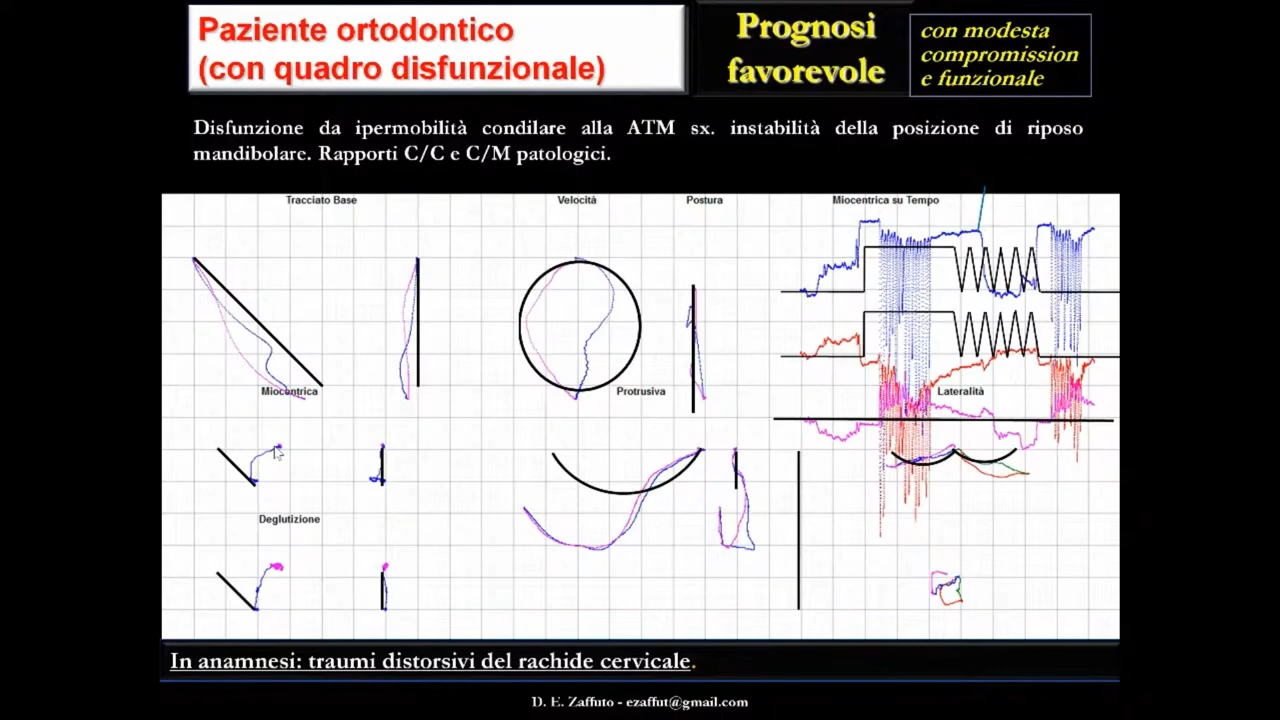 Paziente ortodontico
(con quadro disfunzionale)
Prognosi
favorevole
con modesta
compromission
e funzionale
Disfunzione da ipermobilità condilare alla ATM sx. instabilità della posizione di riposo
mandibolare. Rapporti C/C e C/M patologici.
Tracciato Base
Velocità
Postura
Miocentrica su Tempo
Miocentrica
Protrusiva
Lateralità
Deglutizione
In anamnesi: traumi distorsivi del rachide cervicale.
D. E. Zaffuto - ezaffut@gmail.com